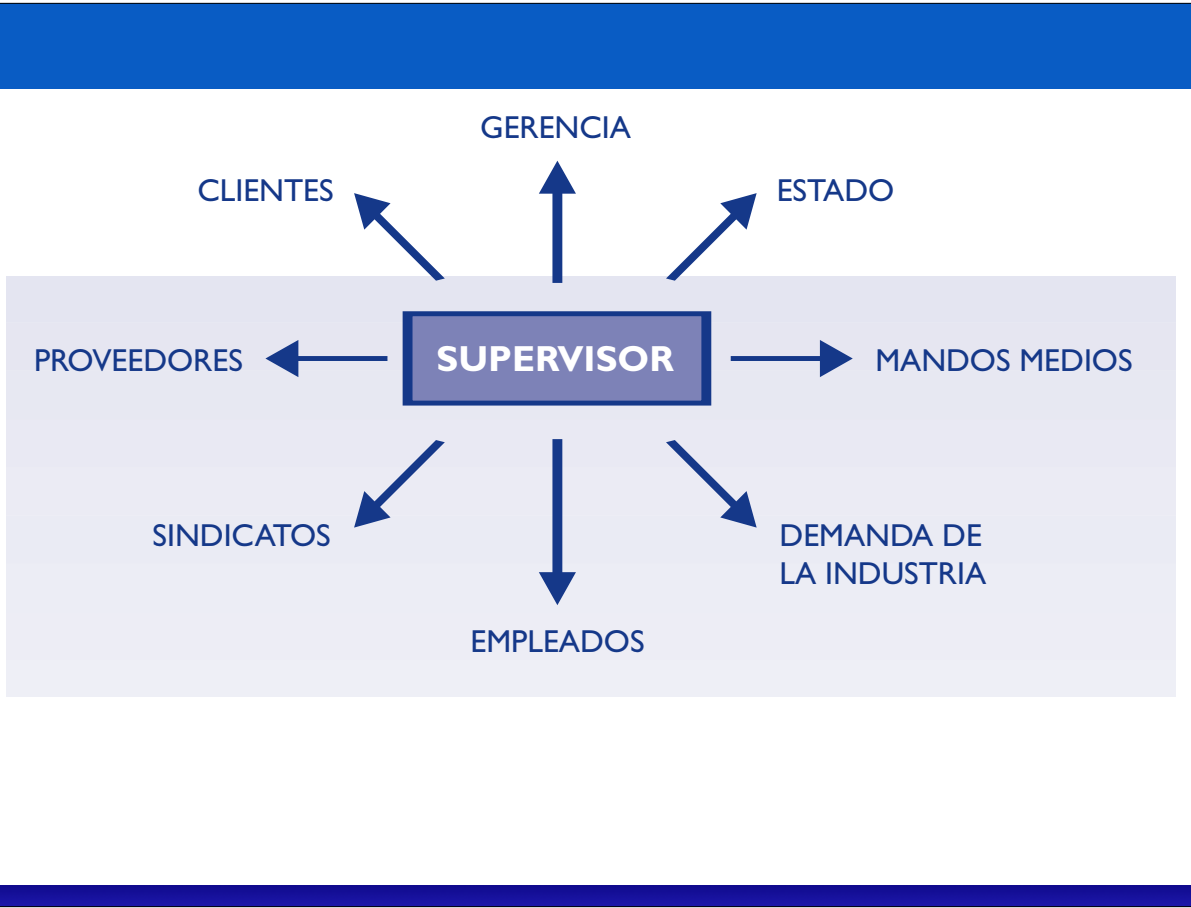 GERENCIA
CLIENTES
ESTADO
PROVEEDORES
SUPERVISOR
MANDOS MEDIOS
SINDICATOS
DEMANDA DE
LA INDUSTRIA
EMPLEADOS